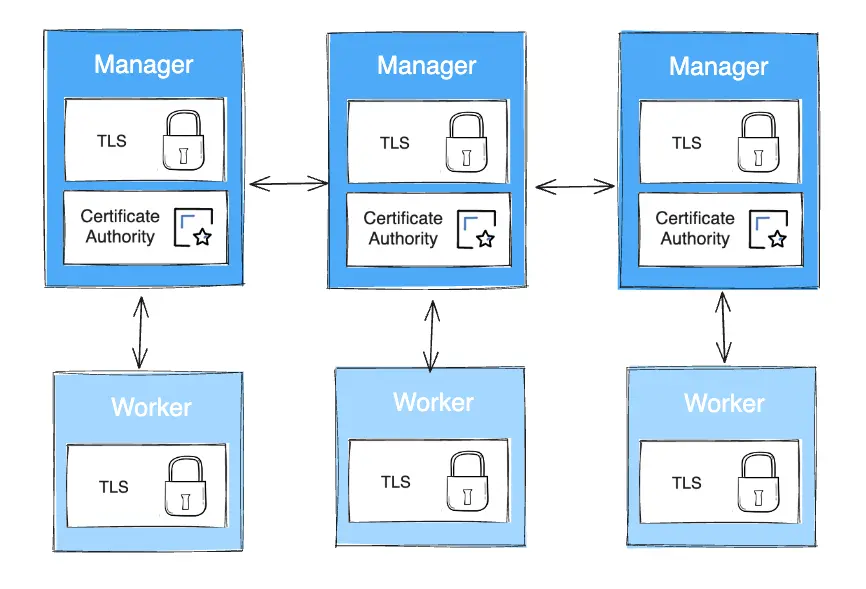 Manager
TLS
Certificate
Authority
Manager
TLS
Certificate
Authority
Manager
TLS
Certificate
Authority
Worker
TLS
Worker
TLS
Worker
TLS